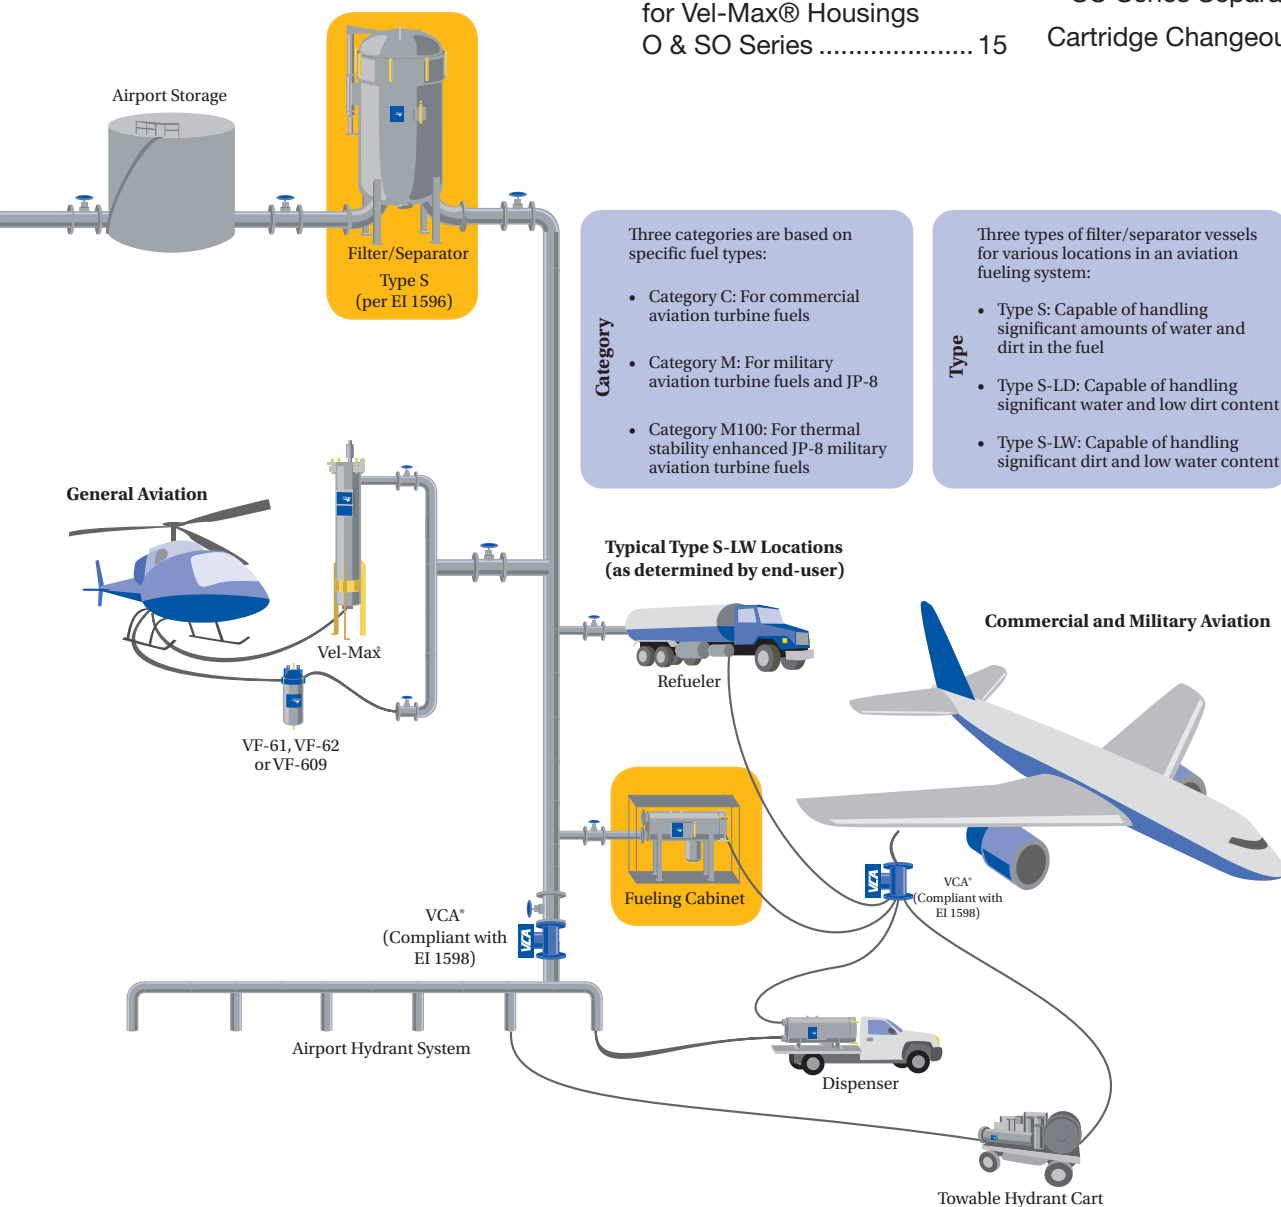 for Vel-Max® Housings
O & SO Series ..................... 15
Cartridge Changeou
Airport Storage
Filter/Separator
Type S
(per EI 1596)
Category
Three categories are based on
specific fuel types:
• Category C: For commercial
aviation turbine fuels
• Category M: For military
aviation turbine fuels and JP-8
• Category M100: For thermal
stability enhanced JP-8 military
aviation turbine fuels
Type
Three types of filter/separator vessels
for various locations in an aviation
fueling system:
• Type S: Capable of handling
significant amounts of water and
dirt in the fuel
• Type S-LD: Capable of handling
significant water and low dirt content
• Type S-LW: Capable of handling
significant dirt and low water content
General Aviation
Vel-Max®
VF-61, VF-62
or VF-609
Typical Type S-LW Locations
(as determined by end-user)
Refueler
Commercial and Military Aviation
Fueling Cabinet
VCA
VCA®
(Compliant with
EI 1598)
VCA®
(Compliant with
EI 1598)
VCA
Airport Hydrant System
Dispenser
Towable Hydrant Cart